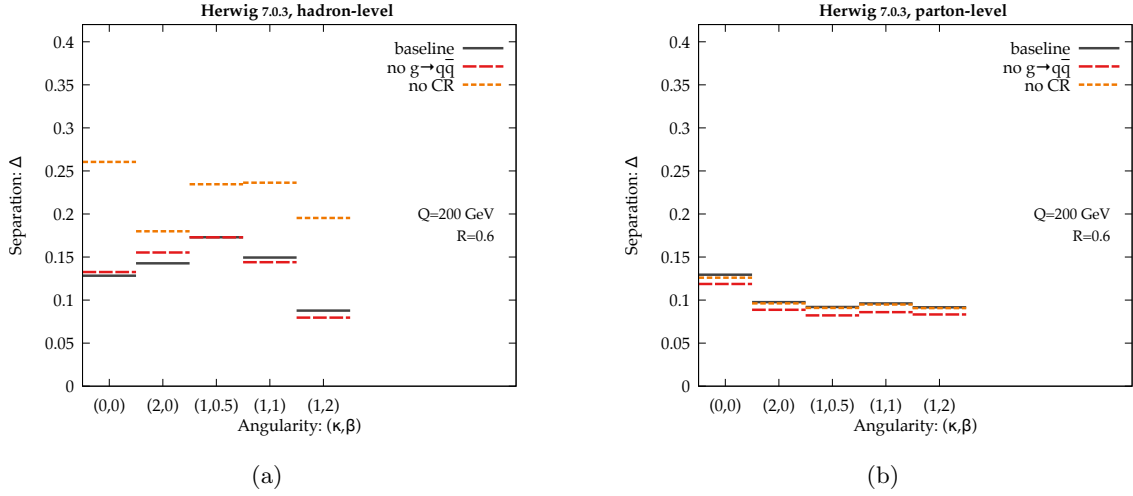 Herwig 7.0.3, hadron-level
baseline
no g→qq̄
no CR
Separation: Δ
0.4
0.35
0.3
0.25
0.2
0.15
0.1
0.05
0
Q=200 GeV
R=0.6
(0,0) (2,0) (1,0.5) (1,1) (1,2)
Angularity: (κ,β)
(a)
Herwig 7.0.3, parton-level
baseline
no g→qq̄
no CR
Separation: Δ
0.4
0.35
0.3
0.25
0.2
0.15
0.1
0.05
0
Q=200 GeV
R=0.6
(0,0) (2,0) (1,0.5) (1,1) (1,2)
Angularity: (κ,β)
(b)